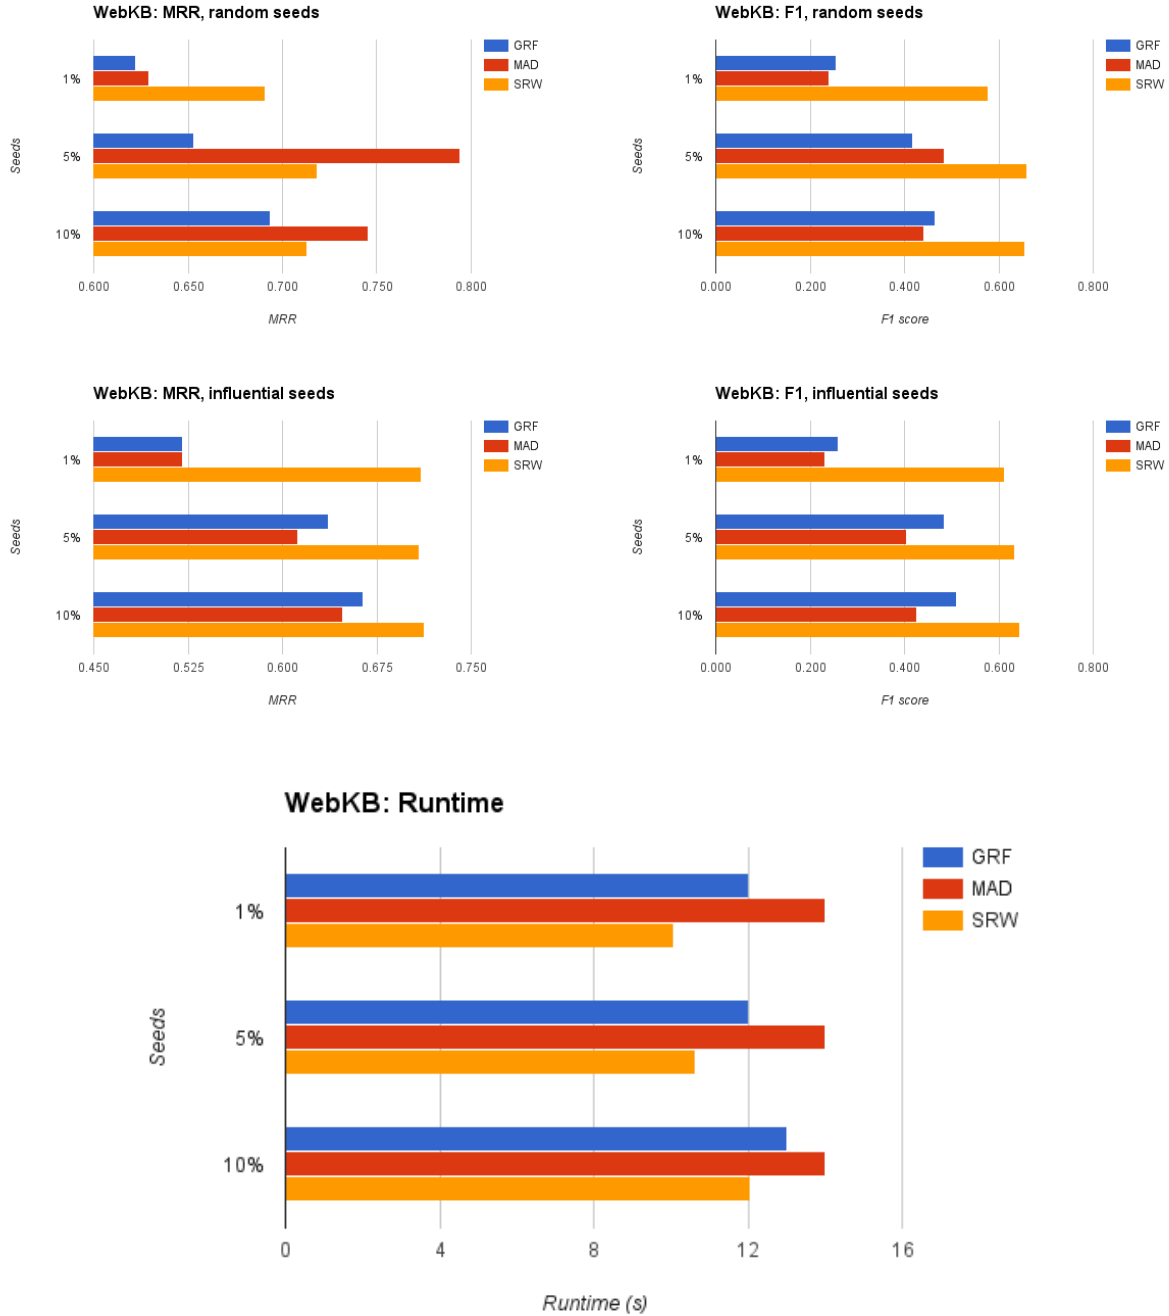 WebKB: MRR, random seeds
GRF
MAD
SRW
1%
5%
10%
Seeds
0.600 0.650 0.700 0.750 0.800
MRR
WebKB: F1, random seeds
GRF
MAD
SRW
1%
5%
10%
Seeds
0.000 0.200 0.400 0.600 0.800
F1 score
WebKB: MRR, influential seeds
GRF
MAD
SRW
1%
5%
10%
Seeds
0.450 0.525 0.600 0.675 0.750
MRR
WebKB: F1, influential seeds
GRF
MAD
SRW
1%
5%
10%
Seeds
0.000 0.200 0.400 0.600 0.800
F1 score
WebKB: Runtime
GRF
MAD
SRW
1%
5%
10%
Seeds
0 4 8 12 16
Runtime (s)